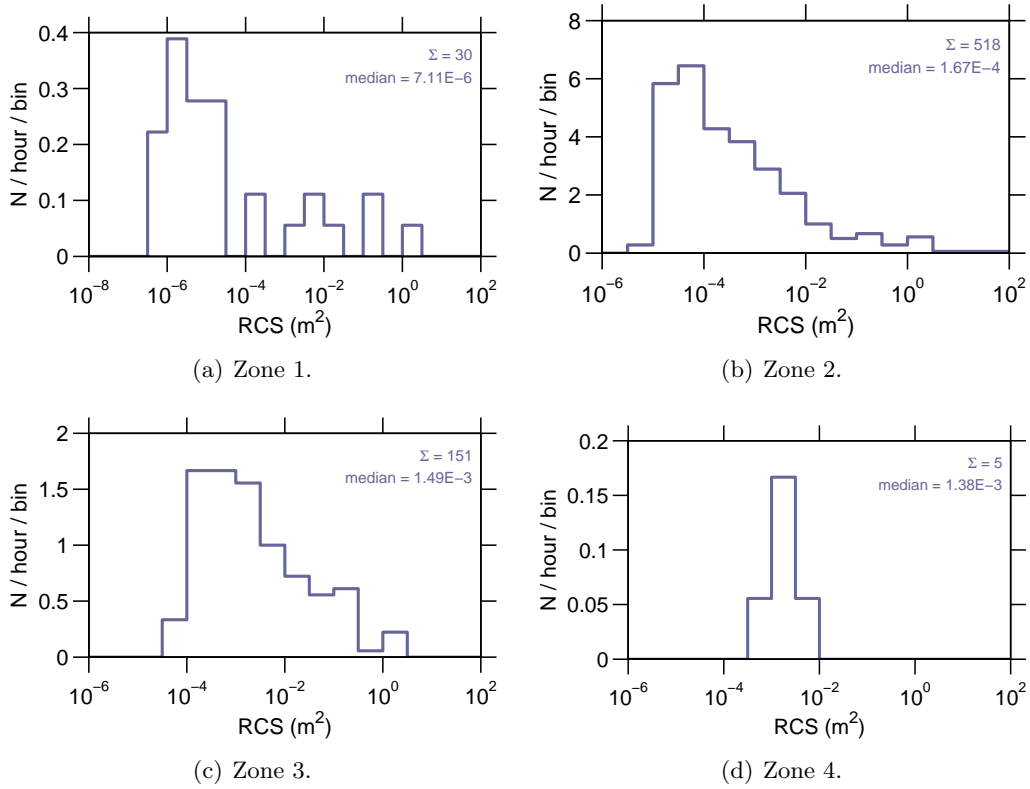 Σ = 30
median = 7.11E−6
N / hour / bin
0.4
0.3
0.2
0.1
0
10^−8 10^−6 10^−4 10^−2 10^0 10^2
RCS (m^2)
(a) Zone 1.
Σ = 518
median = 1.67E−4
N / hour / bin
8
6
4
2
0
10^−6 10^−4 10^−2 10^0 10^2
RCS (m^2)
(b) Zone 2.
Σ = 151
median = 1.49E−3
N / hour / bin
2
1.5
1
0.5
0
10^−6 10^−4 10^−2 10^0 10^2
RCS (m^2)
(c) Zone 3.
Σ = 5
median = 1.38E−3
N / hour / bin
0.2
0.15
0.1
0.05
0
10^−6 10^−4 10^−2 10^0 10^2
RCS (m^2)
(d) Zone 4.